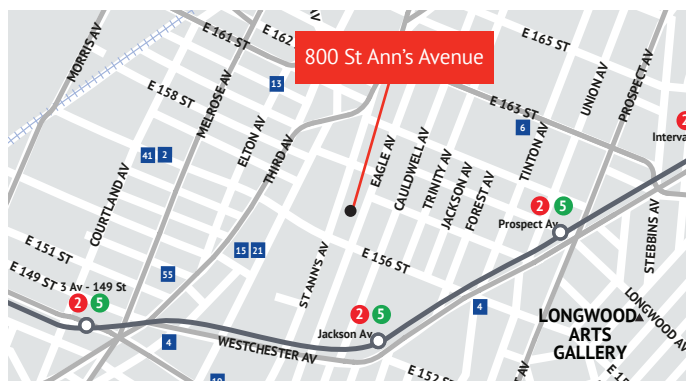 E 161 ST
E 162
AV
E 165 ST
MORRIS AV
800 St Ann's Avenue
UNION AV
PROSPECT AV
E 158 ST
13
MELROSE AV
E 163 ST
2
6
Interva
ELTON AV
THIRD AV
EAGLE AV
CAULDWELL AV
TRINITY AV
JACKSON AV
FOREST AV
TINTON AV
41 2
COURTLAND AV
2 5
Prospect Av
STEBBINS AV
E 151 ST
15 21
E 156 ST
E 149 ST
3 Av - 149 St
55
ST ANN'S AV
2 5
2 5
4
LONGWOOD
ARTS
GALLERY
LONGWOOD AV
Jackson Av
4
WESTCHESTER AV
E 152 ST
E AV